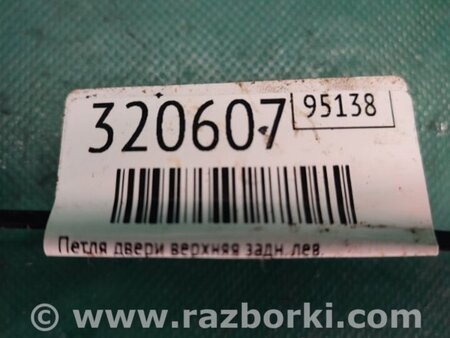 320607 95138
Петля двери верхняя задн. лев.
© www.razborki.com